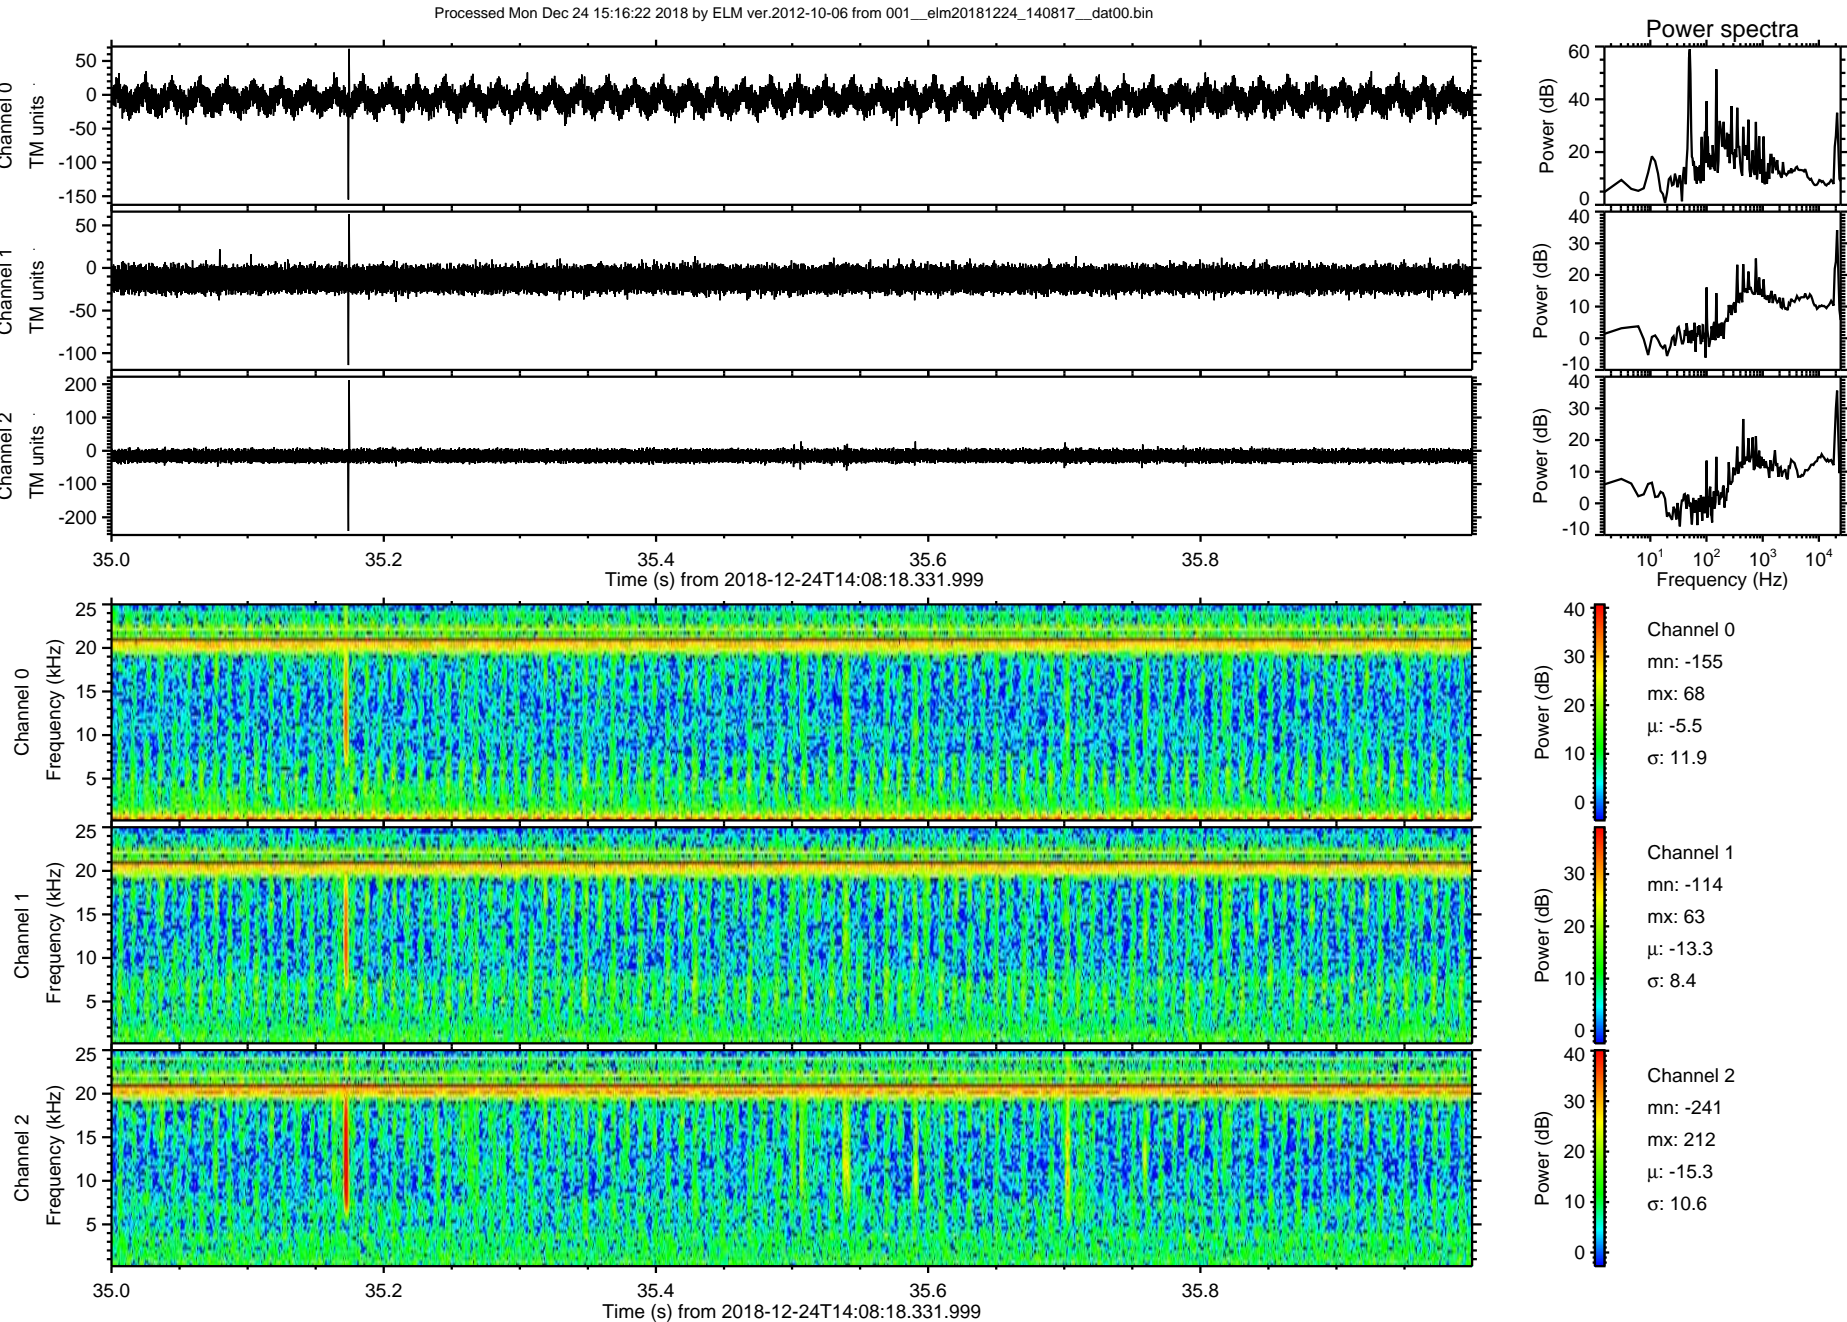 Processed Mon Dec 24 15:16:22 2018 by ELM ver.2012-10-06 from 001__elm20181224_140817__dat00.bin
Power spectra
Channel 0
TM units
50
0
-50
-100
-150
Power (dB)
60
40
20
0
Channel 1
TM units
50
0
-50
-100
Power (dB)
40
30
20
10
0
-10
Channel 2
TM units
200
100
0
-100
-200
Power (dB)
40
30
20
10
0
-10
35.0 35.2 35.4 35.6 35.8
Time (s) from 2018-12-24T14:08:18.331.999
10¹ 10² 10³ 10⁴
Frequency (Hz)
Channel 0
Frequency (kHz)
25
20
15
10
5
Power (dB)
40
30
20
10
0
Channel 0
mn: -155
mx: 68
μ: -5.5
σ: 11.9
Channel 1
Frequency (kHz)
25
20
15
10
5
Power (dB)
30
20
10
0
Channel 1
mn: -114
mx: 63
μ: -13.3
σ: 8.4
Channel 2
Frequency (kHz)
25
20
15
10
5
Power (dB)
40
30
20
10
0
Channel 2
mn: -241
mx: 212
μ: -15.3
σ: 10.6
35.0 35.2 35.4 35.6 35.8
Time (s) from 2018-12-24T14:08:18.331.999